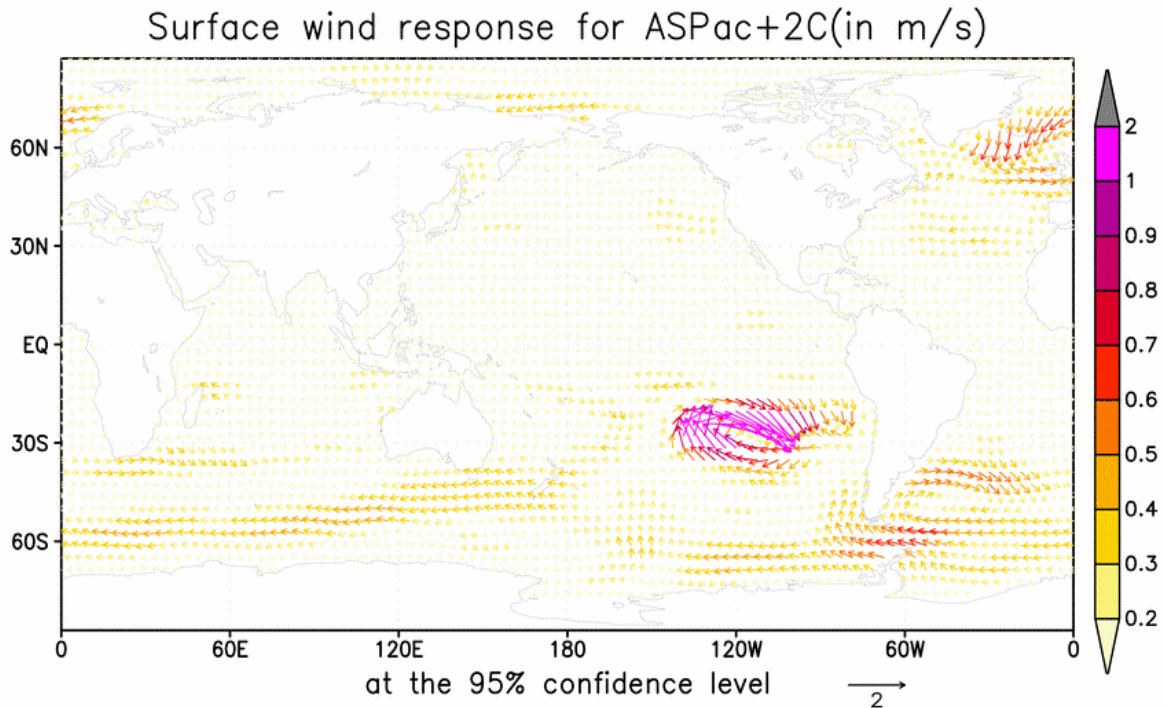 Surface wind response for ASPac+2C(in m/s)
60N
30N
EQ
30S
60S
0 60E 120E 180 120W 60W 0
2
1
0.9
0.8
0.7
0.6
0.5
0.4
0.3
0.2
at the 95% confidence level
2